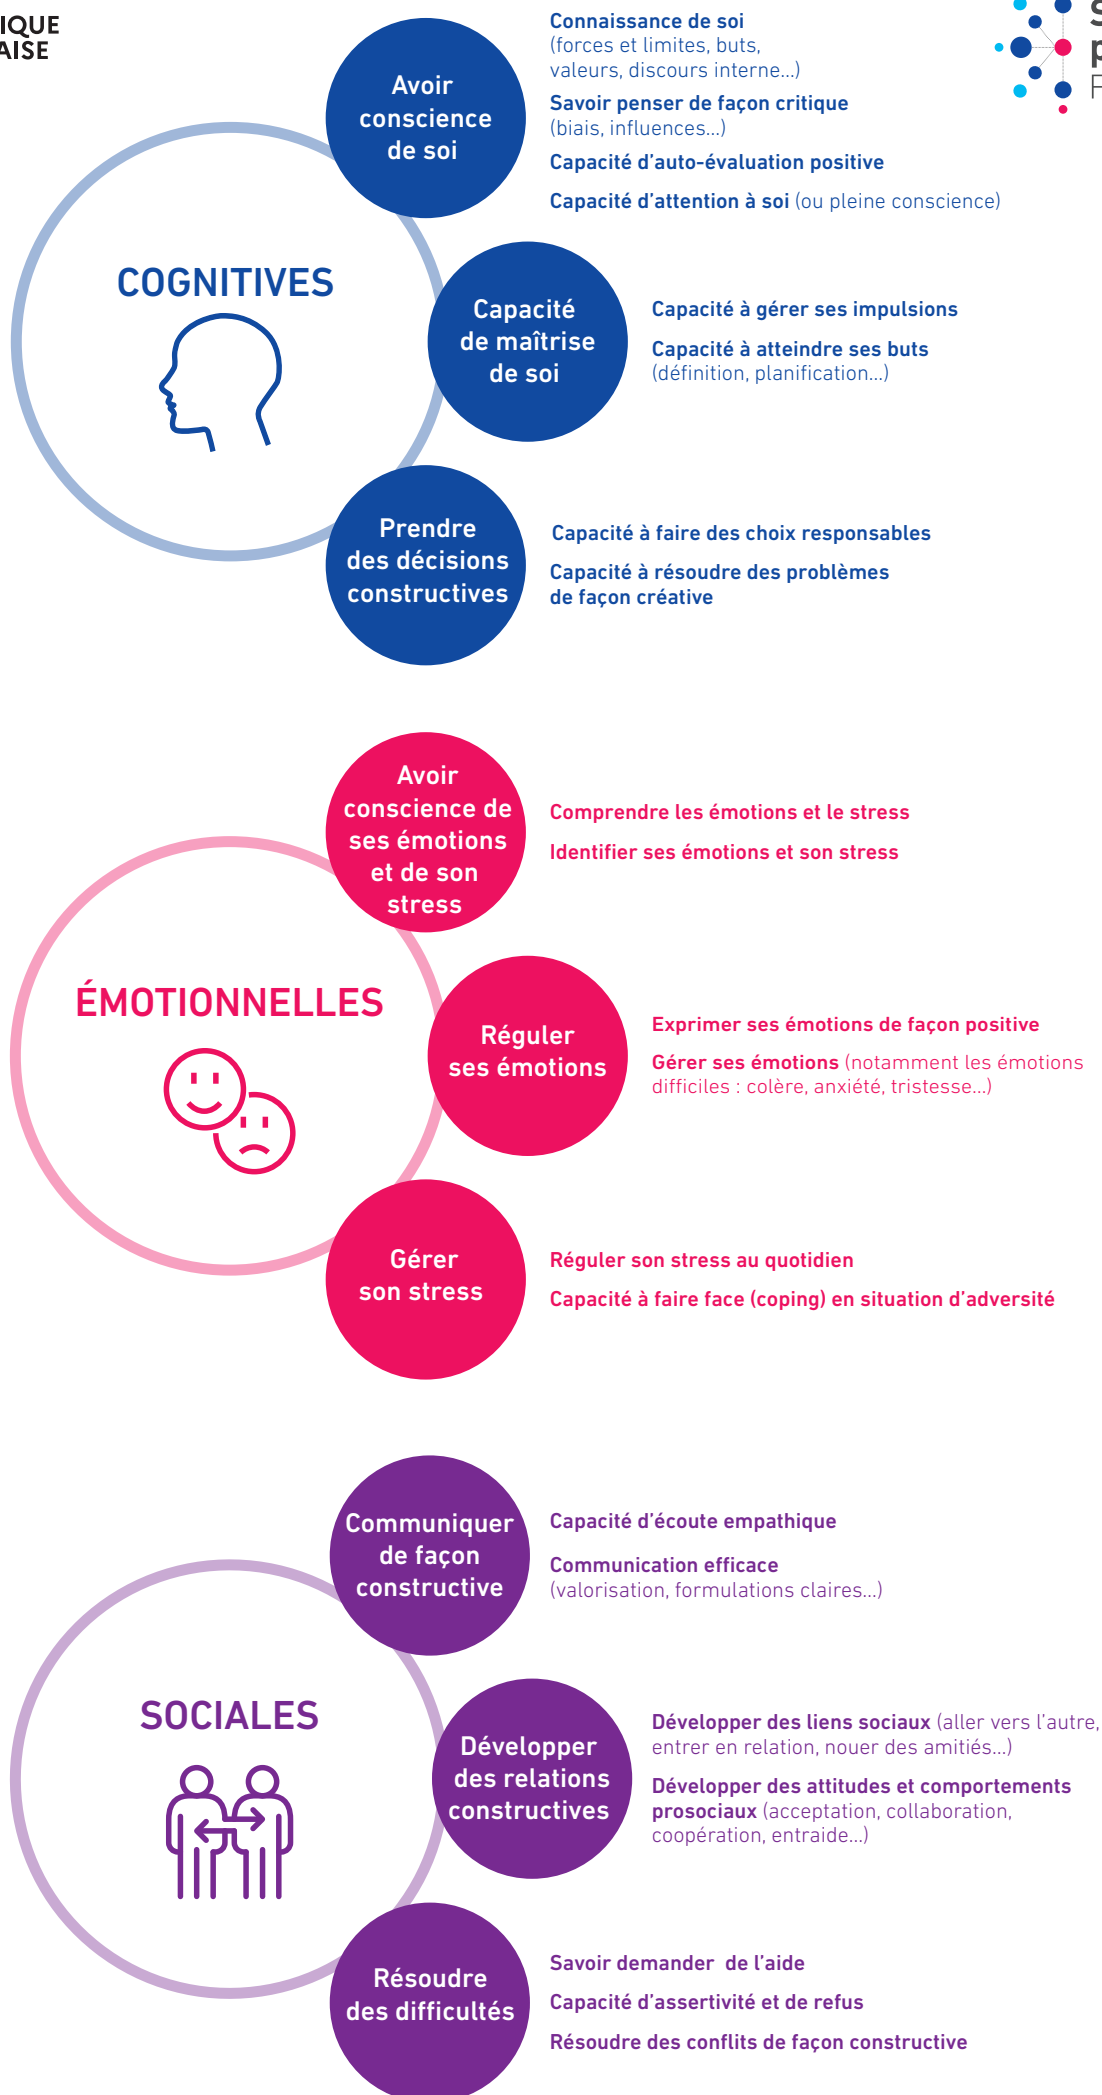 Connaissance de soi
(forces et limites, buts,
valeurs, discours interne...)
Savoir penser de façon critique
(biais, influences...)
Capacité d'auto-évaluation positive
Capacité d'attention à soi (ou pleine conscience)
Avoir
conscience
de soi
COGNITIVES
Capacité
de maîtrise
de soi
Capacité à gérer ses impulsions
Capacité à atteindre ses buts
(définition, planification...)
Prendre
des décisions
constructives
Capacité à faire des choix responsables
Capacité à résoudre des problèmes
de façon créative
Avoir
conscience de
ses émotions
et de son
stress
Comprendre les émotions et le stress
Identifier ses émotions et son stress
ÉMOTIONNELLES
Réguler
ses émotions
Exprimer ses émotions de façon positive
Gérer ses émotions (notamment les émotions
difficiles : colère, anxiété, tristesse...)
Gérer
son stress
Réguler son stress au quotidien
Capacité à faire face (coping) en situation d'adversité
Communiquer
de façon
constructive
Capacité d'écoute empathique
Communication efficace
(valorisation, formulations claires...)
SOCIALES
Développer
des relations
constructives
Développer des liens sociaux (aller vers l'autre,
entrer en relation, nouer des amitiés...)
Développer des attitudes et comportements
prosociaux (acceptation, collaboration,
coopération, entraide...)
Résoudre
des difficultés
Savoir demander de l'aide
Capacité d'assertivité et de refus
Résoudre des conflits de façon constructive